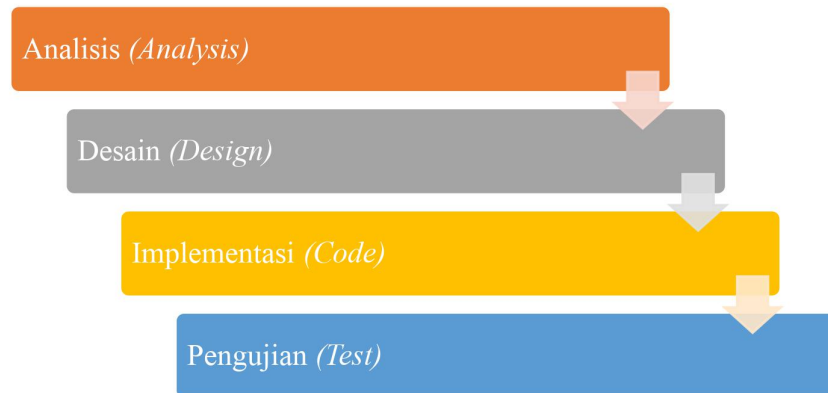 Analisis (Analysis)
Desain (Design)
Implementasi (Code)
Pengujian (Test)